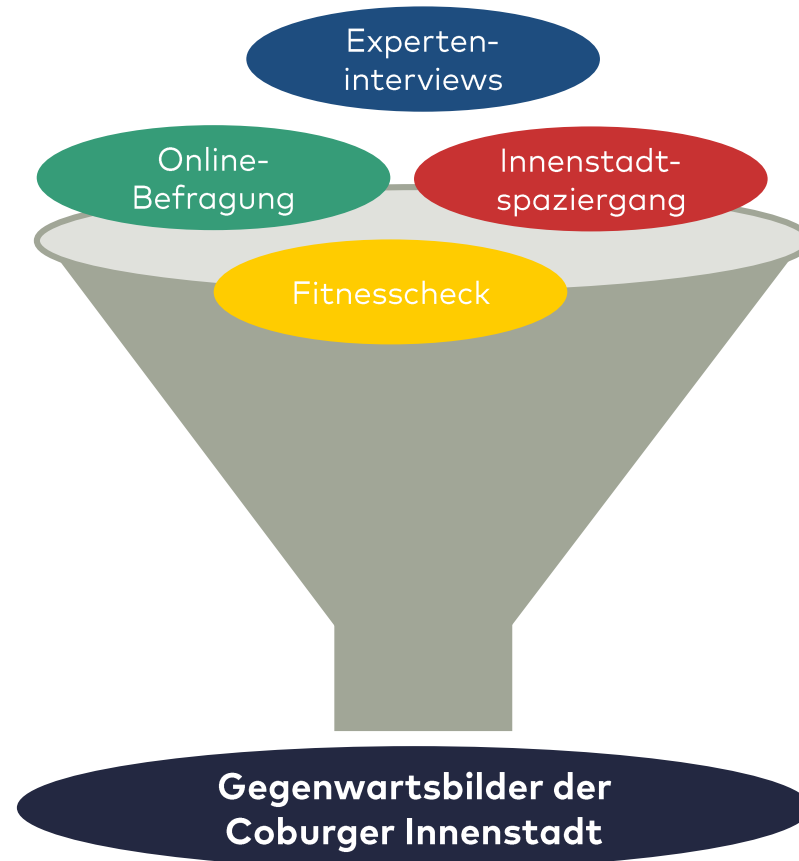 Experten-
interviews
Online-
Befragung
Innenstadt-
spaziergang
Fitnesscheck
Gegenwartsbilder der
Coburger Innenstadt